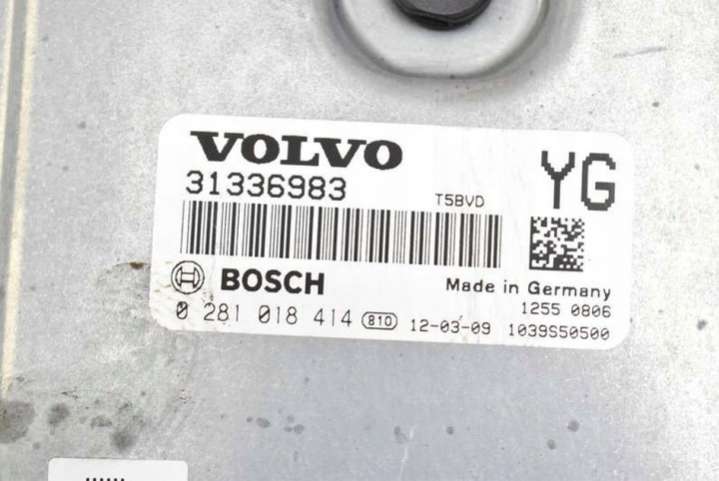 VOLVO
YG
31336983
T5BVD
BOSCH
Made in Germany
1255 0806
0 281 018 414 810 12-03-09 1039S50500